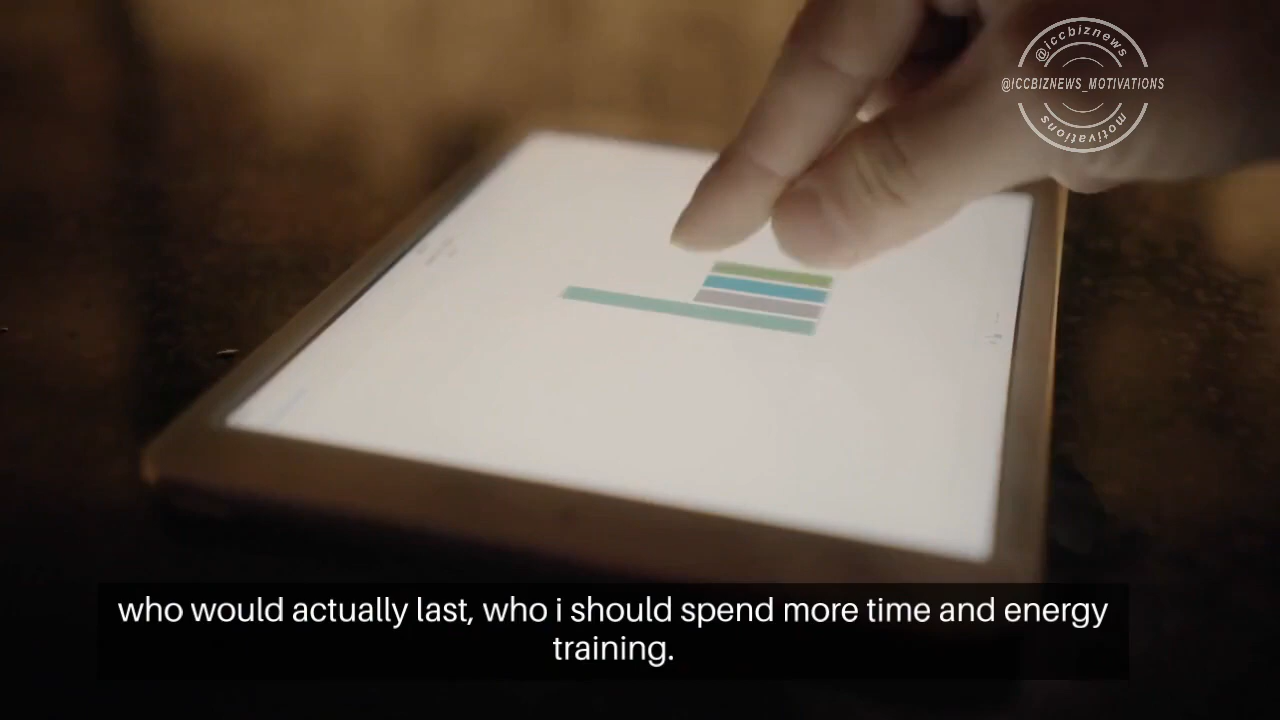 @iccbiznews
@ICCBIZNEWS_MOTIVATIONS
motivations
who would actually last, who i should spend more time and energy
training.